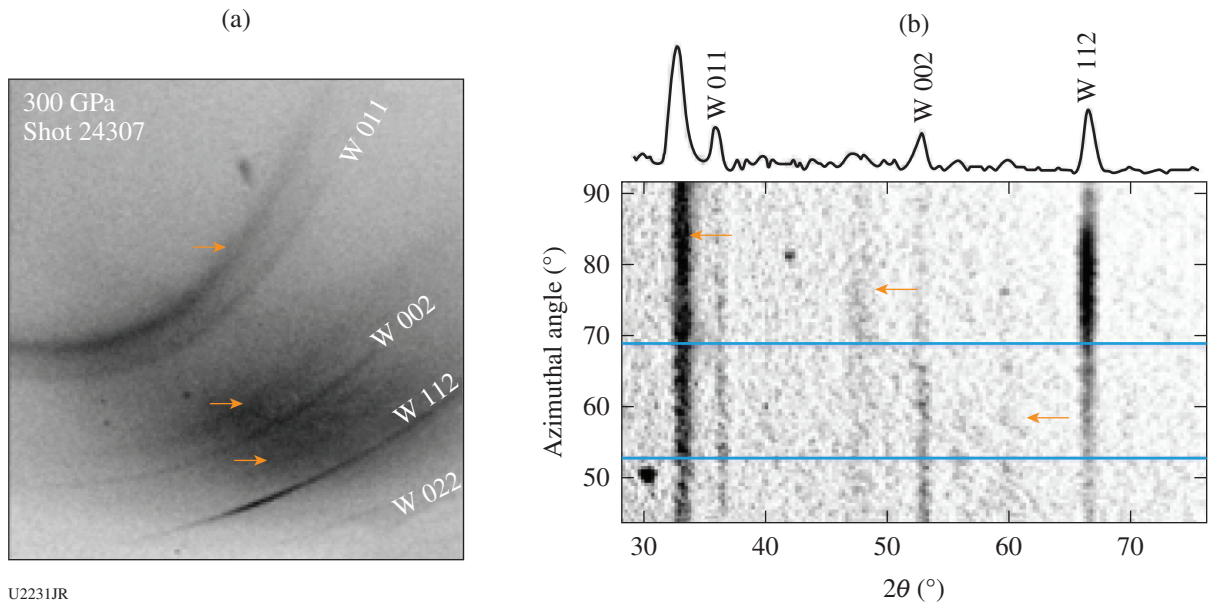 (a)
300 GPa
Shot 24307
W 011
W 002
W 112
W 022
U2231JR
(b)
W 011
W 002
W 112
90
80
70
60
50
Azimuthal angle (°)
30 40 50 60 70
2θ (°)